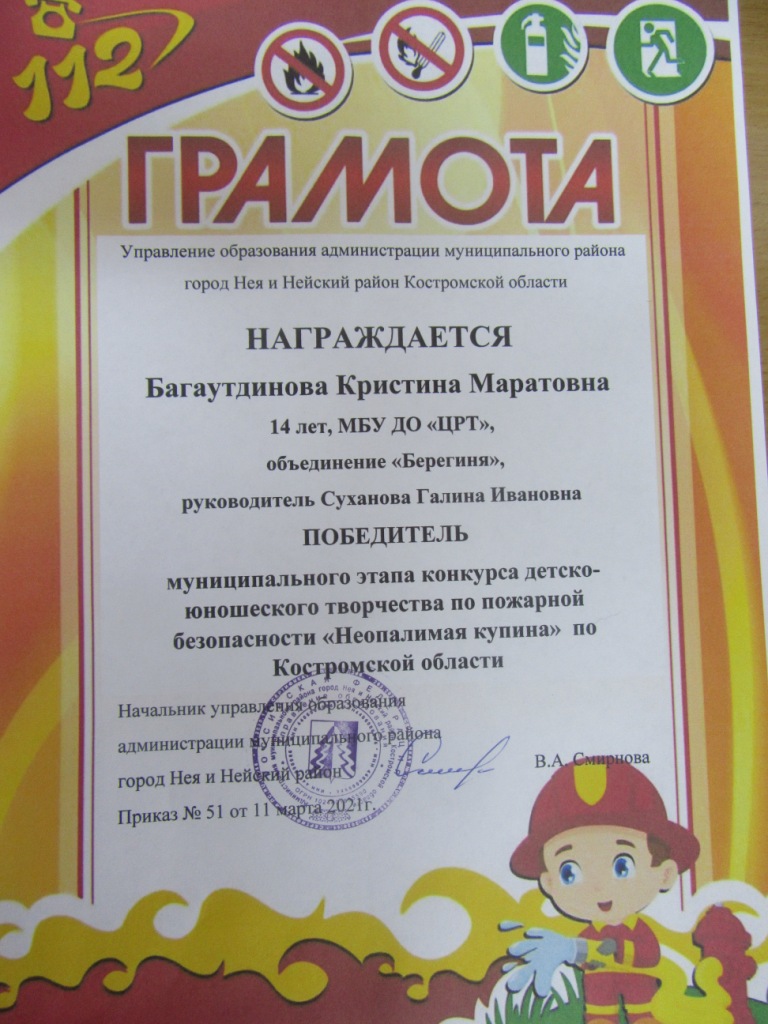 112
ГРАМОТА
Управление образования администрации муниципального района
город Нея и Нейский район Костромской области
НАГРАЖДАЕТСЯ
Багаутдинова Кристина Маратовна
14 лет, МБУ ДО «ЦРТ»,
объединение «Берегиня»,
руководитель Суханова Галина Ивановна
ПОБЕДИТЕЛЬ
муниципального этапа конкурса детско-
юношеского творчества по пожарной
безопасности «Неопалимая купина» по
Костромской области
Начальник управления образования
администрации муниципального района
город Нея и Нейский район
В.А. Смирнова
Приказ № 51 от 11 марта 2021г.